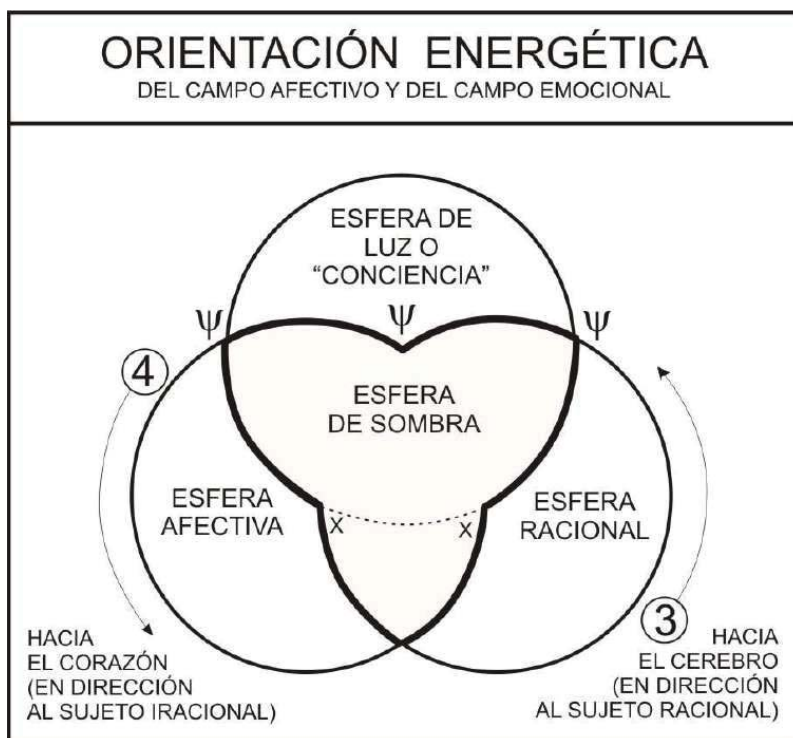 ORIENTACIÓN ENERGÉTICA
DEL CAMPO AFECTIVO Y DEL CAMPO EMOCIONAL
ESFERA DE
LUZ O
“CONCIENCIA”
ψ
ψ
ψ
4
ESFERA
DE SOMBRA
ESFERA
AFECTIVA
ESFERA
RACIONAL
X
X
3
HACIA
EL CORAZÓN
(EN DIRECCIÓN
AL SUJETO IRACIONAL)
HACIA
EL CEREBRO
(EN DIRECCIÓN
AL SUJETO RACIONAL)